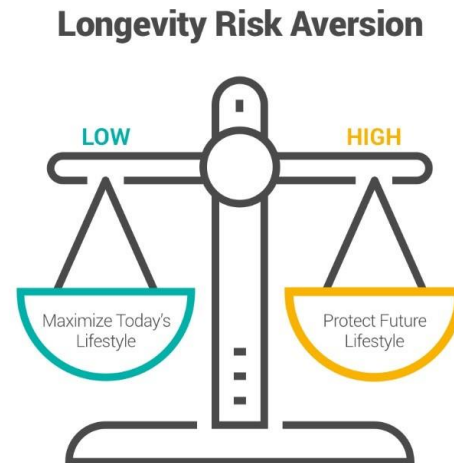 Longevity Risk Aversion
LOW
HIGH
Maximize Today's
Lifestyle
Protect Future
Lifestyle